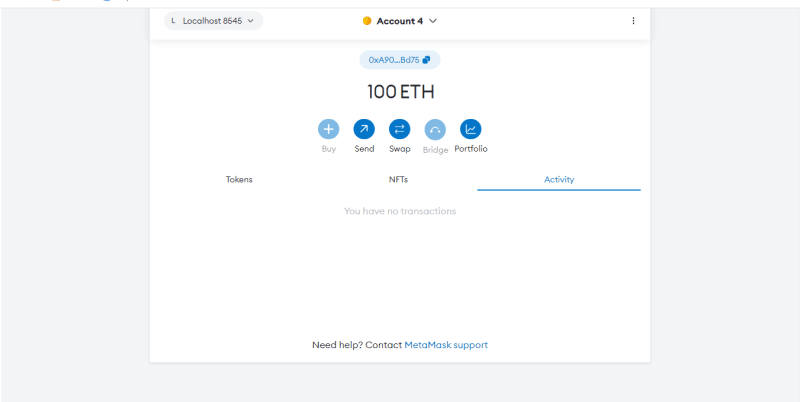 L Localhost 8545 Account 4
0xA90...Bd75
100 ETH
Buy Send Swap Bridge Portfolio
Tokens NFTs Activity
You have no transactions
Need help? Contact MetaMask support